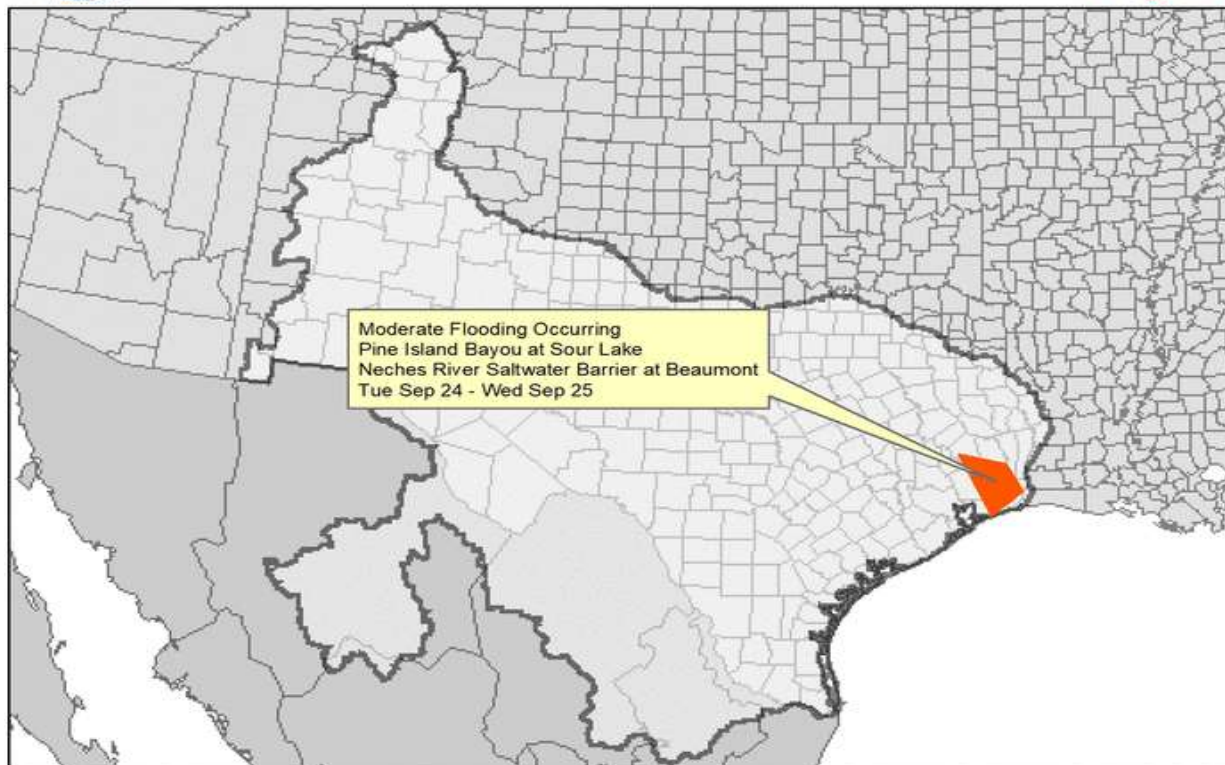 Moderate Flooding Occurring
Pine Island Bayou at Sour Lake
Neches River Saltwater Barrier at Beaumont
Tue Sep 24 - Wed Sep 25